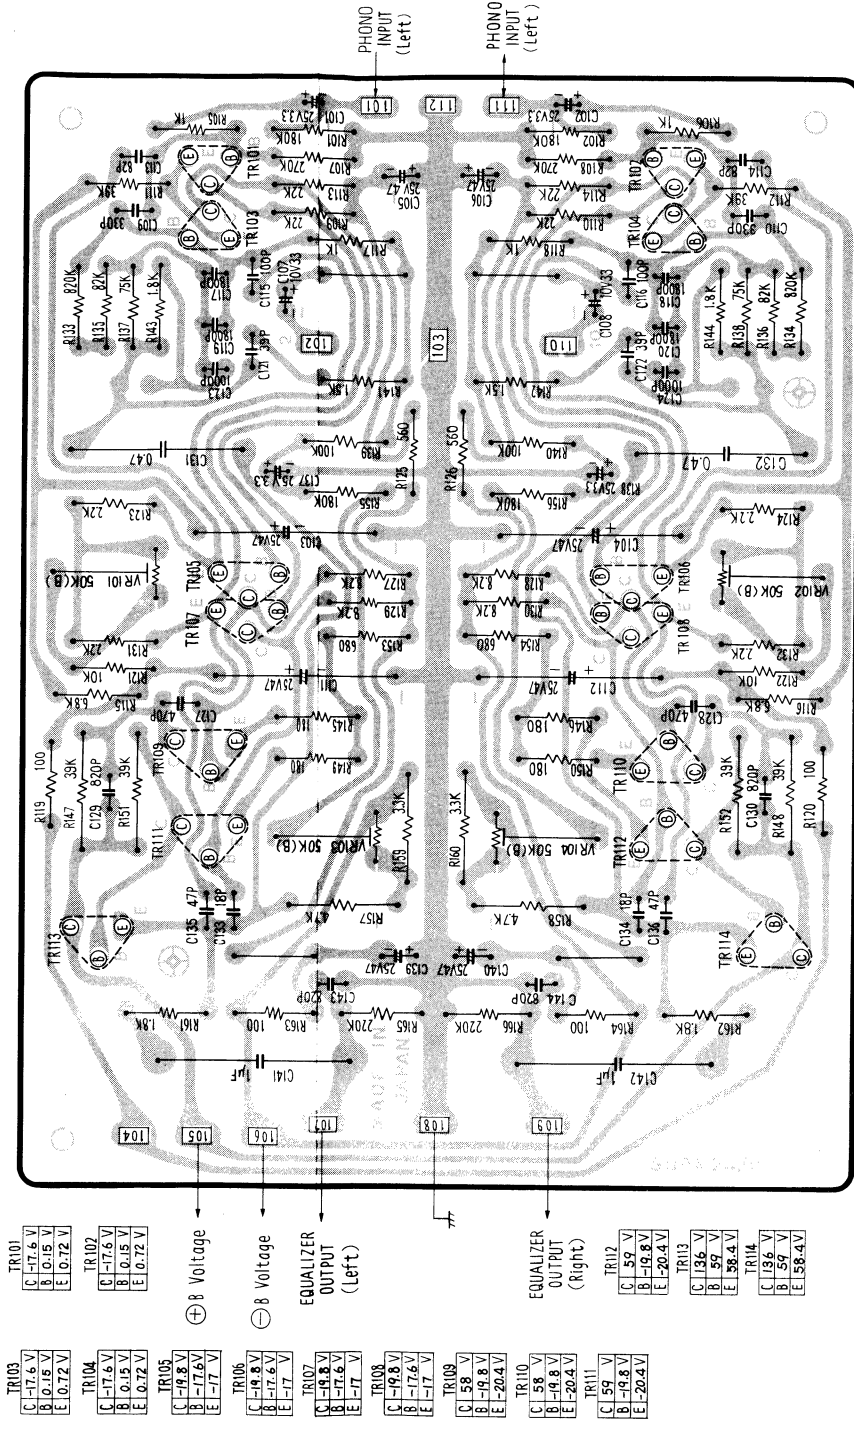 PHONO
INPUT
(Left)
PHONO
INPUT
(Left)
101
112
111
R105
1K
C101
25V3.3
C102
25V3.3
R106
1K
C113
82P
TR101
180K
R101
180K
R102
TR102
C114
82P
39K
R111
270K
R107
270K
R108
39K
R112
C109
330P
22K
R113
C105
25V47
C106
25V47
22K
R114
C110
330P
TR103
22K
R109
22K
R110
TR104
1K
R117
1K
R118
R133
820K
R135
82K
R137
75K
R143
1.8K
C117
1800P
C115
100P
C107
10V33
C108
10V33
C116
100P
C118
1800P
R144
1.8K
R138
75K
R136
82K
R134
820K
C119
1800P
C121
39P
102
103
110
C122
39P
C120
1800P
C123
1000P
1.5K
R141
1.5K
R142
C124
1000P
0.47
C131
100K
R139
R125
560
R126
560
100K
R140
0.47
C132
C137
25V3.3
R138
25V3.3
2.2K
R123
180K
R155
180K
R156
2.2K
R124
25V47
C103
25V47
C104
VR101
50K(B)
TR105
8.2K
R127
8.2K
R128
TR106
VR102
50K(B)
TR107
8.2K
R129
8.2K
R130
TR108
2.2K
R131
680
R153
680
R154
2.2K
R132
10K
R121
25V47
C111
25V47
C112
10K
R122
6.8K
R115
C127
470P
C128
470P
6.8K
R116
R145
180
R146
TR109
180
R149
180
R150
TR110
R119
100
R147
39K
C129
820P
R151
39K
R152
39K
C130
820P
R148
39K
R120
100
TR111
VR103
50K(B)
R159
3.3K
R160
3.3K
VR104
50K(B)
TR112
TR113
C135
47P
C133
18P
4.7K
R157
4.7K
R158
C134
18P
C136
47P
TR114
C139
25V47
C140
25V47
C143
820P
C144
820P
1.8K
R161
100
R163
220K
R165
220K
R166
100
R164
1.8K
R162
1μF
C141
1μF
C142
MADE IN
JAPAN
104
105
106
107
108
109
⊕B Voltage
⊖B Voltage
EQUALIZER
OUTPUT
(Left)
EQUALIZER
OUTPUT
(Right)
TR101
C -17.6 V
B 0.15 V
E 0.72 V
TR102
C -17.6 V
B 0.15 V
E 0.72 V
TR112
C 59 V
B -19.8 V
E -20.4 V
TR113
C 136 V
B 59 V
E 58.4 V
TR114
C 136 V
B 59 V
E 58.4 V
TR103
C -17.6 V
B 0.15 V
E 0.72 V
TR104
C -17.6 V
B 0.15 V
E 0.72 V
TR105
C -19.8 V
B -17.6 V
E -17 V
TR106
C -19.8 V
B -17.6 V
E -17 V
TR107
C -19.8 V
B -17.6 V
E -17 V
TR108
C -19.8 V
B -17.6 V
E -17 V
TR109
C 58 V
B -19.8 V
E -20.4 V
TR110
C 58 V
B -19.8 V
E -20.4 V
TR111
C 59 V
B -19.8 V
E -20.4 V